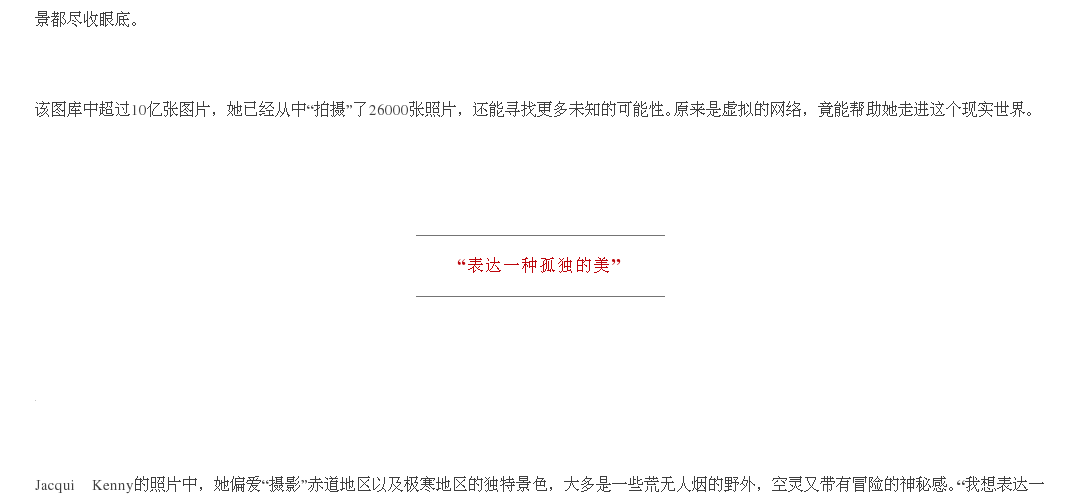 景都尽收眼底。
该图库中超过10亿张图片，她已经从中“拍摄”了26000张照片，还能寻找更多未知的可能性。原来是虚拟的网络，竟能帮助她走进这个现实世界。
“表达一种孤独的美”
Jacqui Kenny的照片中，她偏爱“摄影”赤道地区以及极寒地区的独特景色，大多是一些荒无人烟的野外，空灵又带有冒险的神秘感。“我想表达一